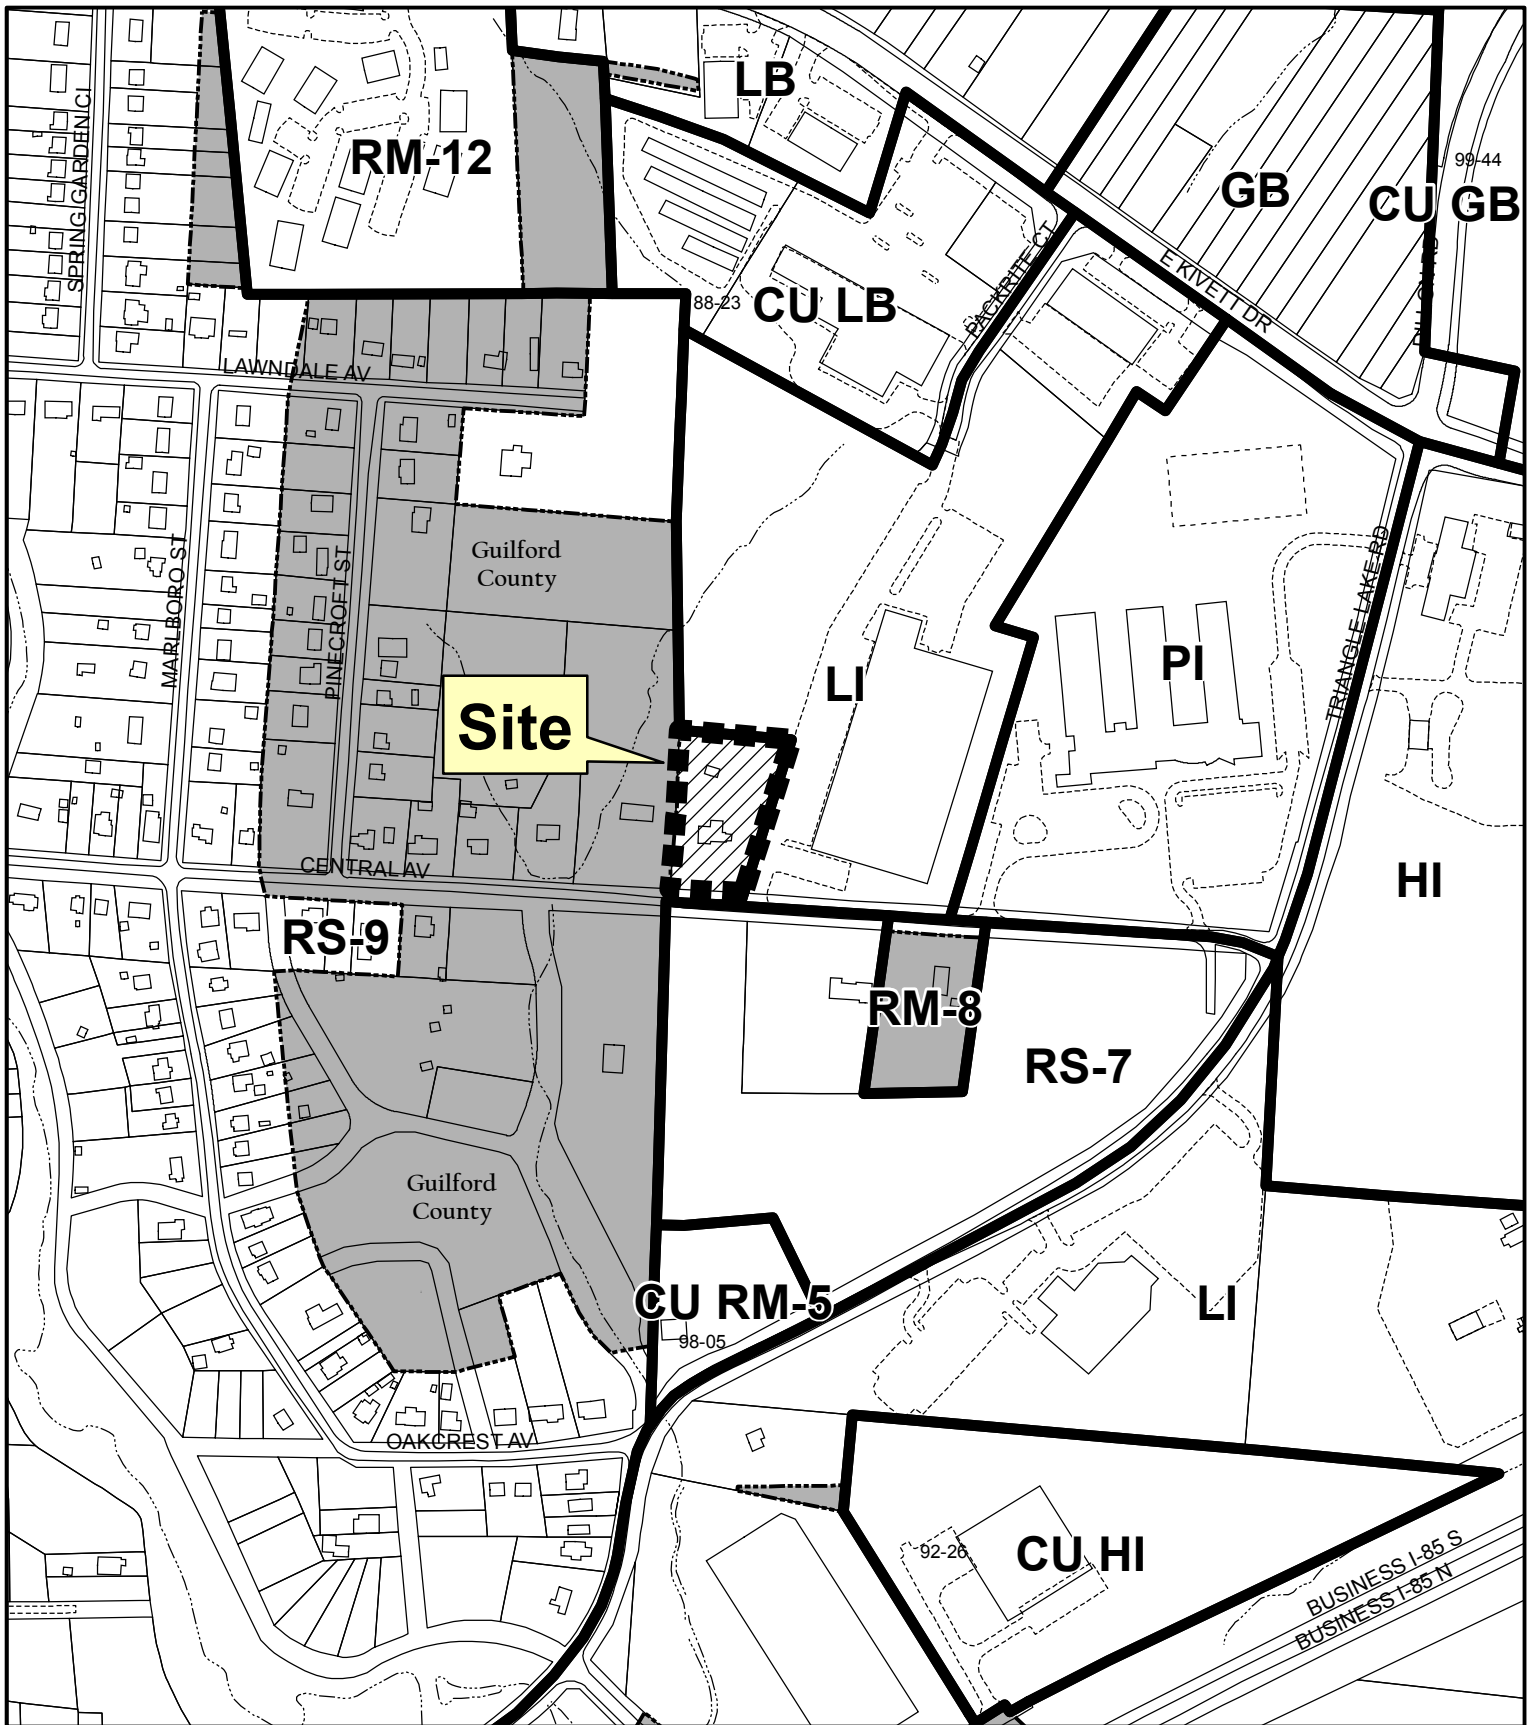 LB
RM-12
99-44
GB
CU GB
SPRING GARDEN CI
PACKRITE CT
E KIVETT DR
88-23
CU LB
LAWNDALE AV
Guilford
County
MARLBORO ST
PINECROFT ST
TRIANGLE LAKE RD
LI
PI
Site
CENTRAL AV
HI
RS-9
RM-8
RS-7
Guilford
County
CU RM-5
98-05
LI
OAKCREST AV
92-26
CU HI
BUSINESS I-85 S
BUSINESS I-85 N